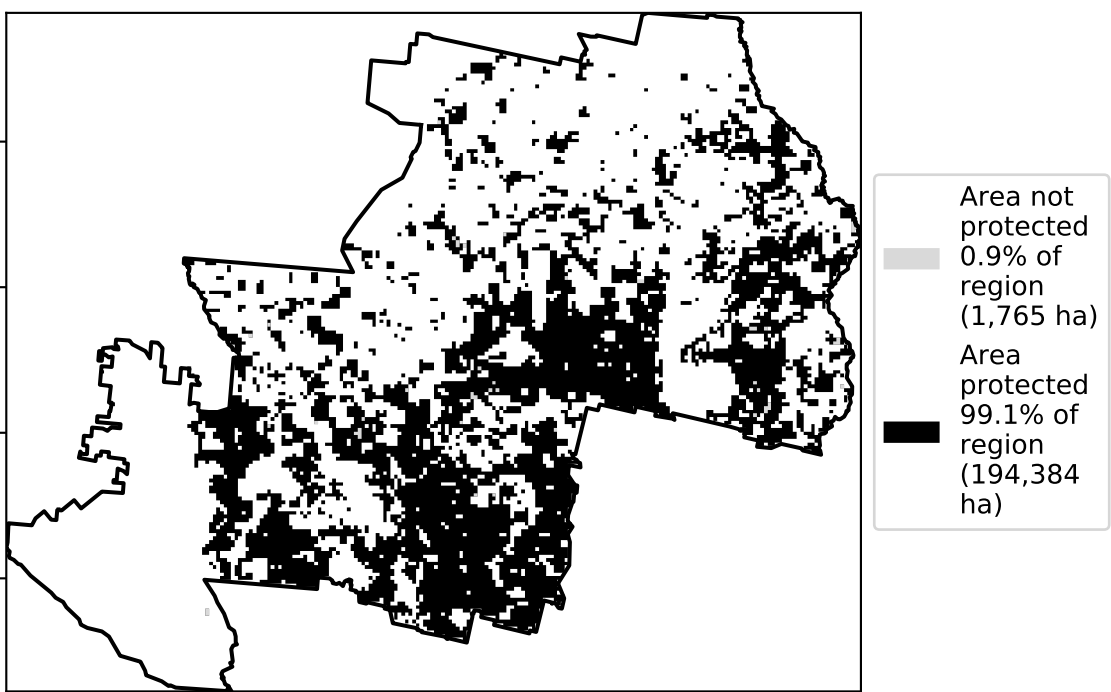 Area not
protected
0.9% of
region
(1,765 ha)
Area
protected
99.1% of
region
(194,384
ha)